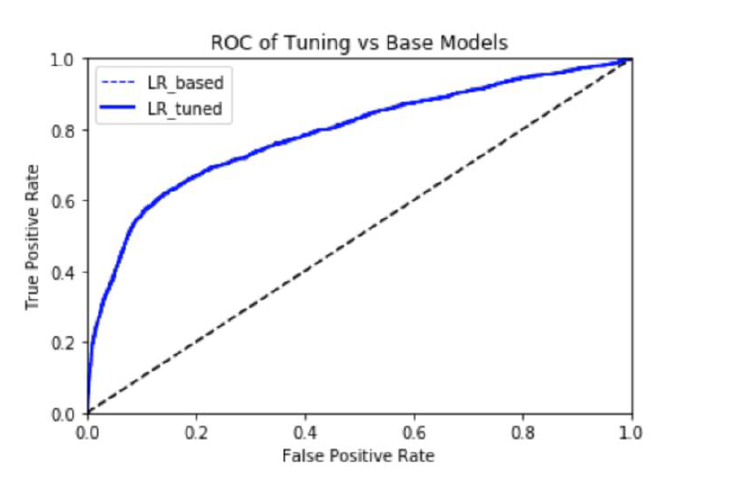 ROC of Tuning vs Base Models
1.0
LR_based
LR_tuned
0.8
0.6
0.4
0.2
0.0
True Positive Rate
0.0 0.2 0.4 0.6 0.8 1.0
False Positive Rate